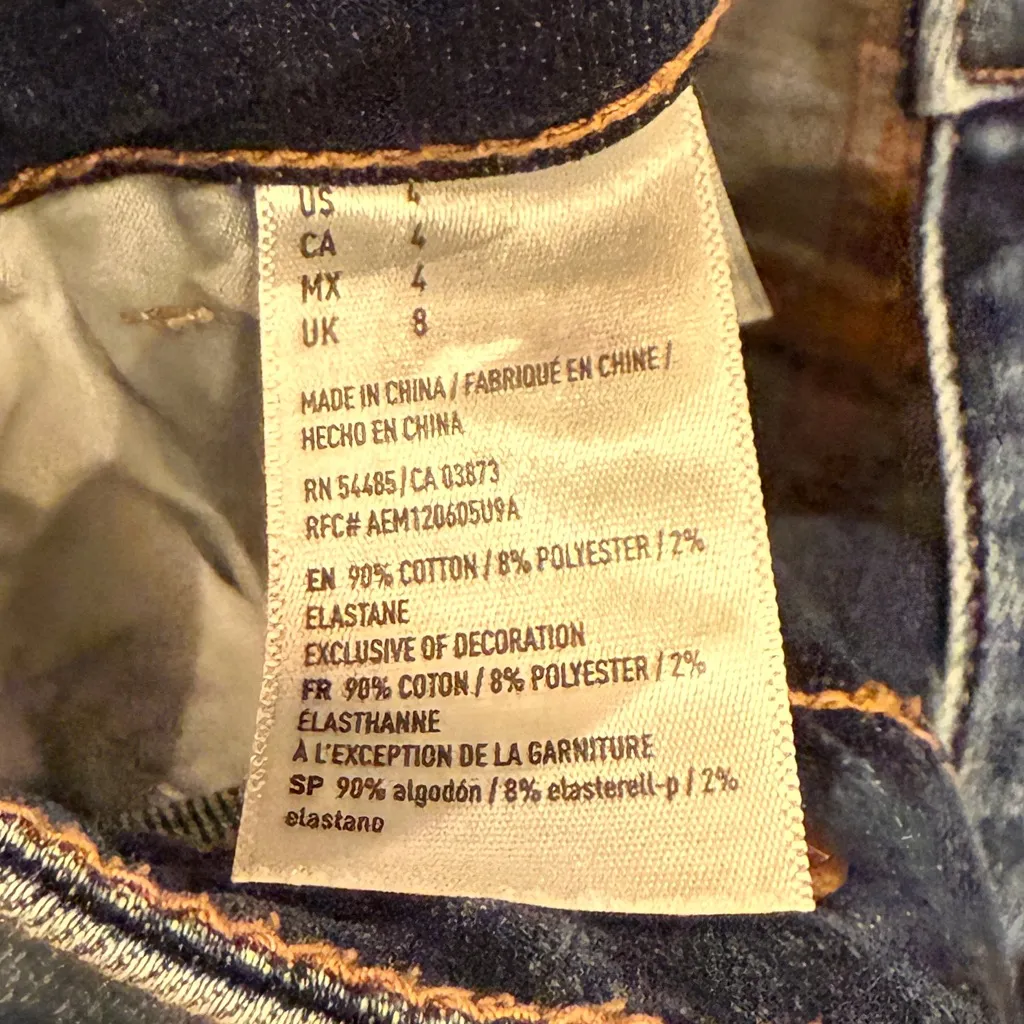 US 4
CA 4
MX 4
UK 8
MADE IN CHINA / FABRIQUÉ EN CHINE /
HECHO EN CHINA
RN 54485 / CA 03873
RFC# AEM120605U9A
EN 90% COTTON / 8% POLYESTER / 2%
ELASTANE
EXCLUSIVE OF DECORATION
FR 90% COTON / 8% POLYESTER / 2%
ÉLASTHANNE
À L'EXCEPTION DE LA GARNITURE
SP 90% algodón / 8% elasterell-p / 2%
elastano